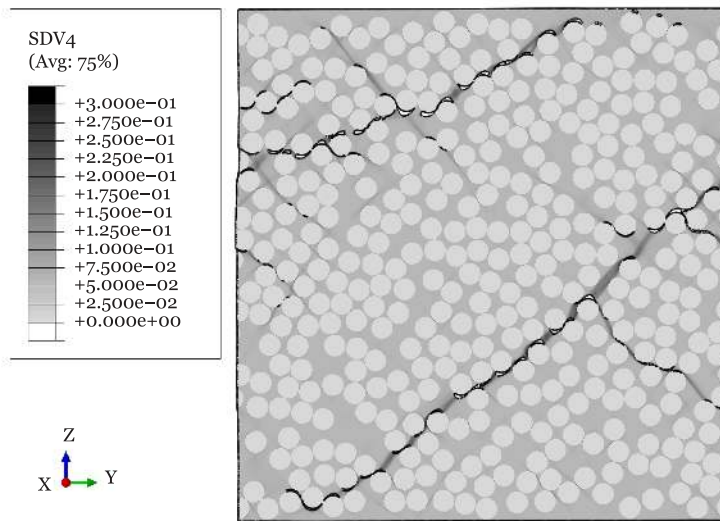 SDV4
(Avg: 75%)
+3.000e−01
+2.750e−01
+2.500e−01
+2.250e−01
+2.000e−01
+1.750e−01
+1.500e−01
+1.250e−01
+1.000e−01
+7.500e−02
+5.000e−02
+2.500e−02
+0.000e+00
Z
X Y